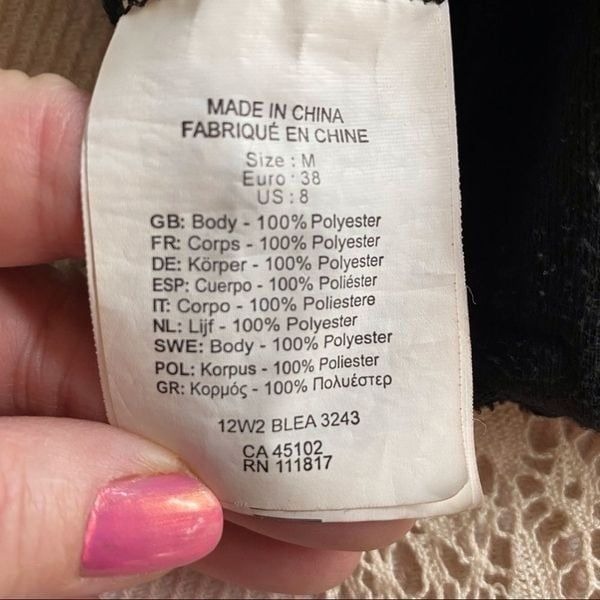 MADE IN CHINA
FABRIQUÉ EN CHINE
Size : M
Euro : 38
US : 8
GB: Body - 100% Polyester
FR: Corps - 100% Polyester
DE: Körper - 100% Polyester
ESP: Cuerpo - 100% Poliéster
IT: Corpo - 100% Poliestere
NL: Lijf - 100% Polyester
SWE: Body - 100% Polyester
POL: Korpus - 100% Poliester
GR: Κορμός - 100% Πολυέστερ
12W2 BLEA 3243
CA 45102
RN 111817